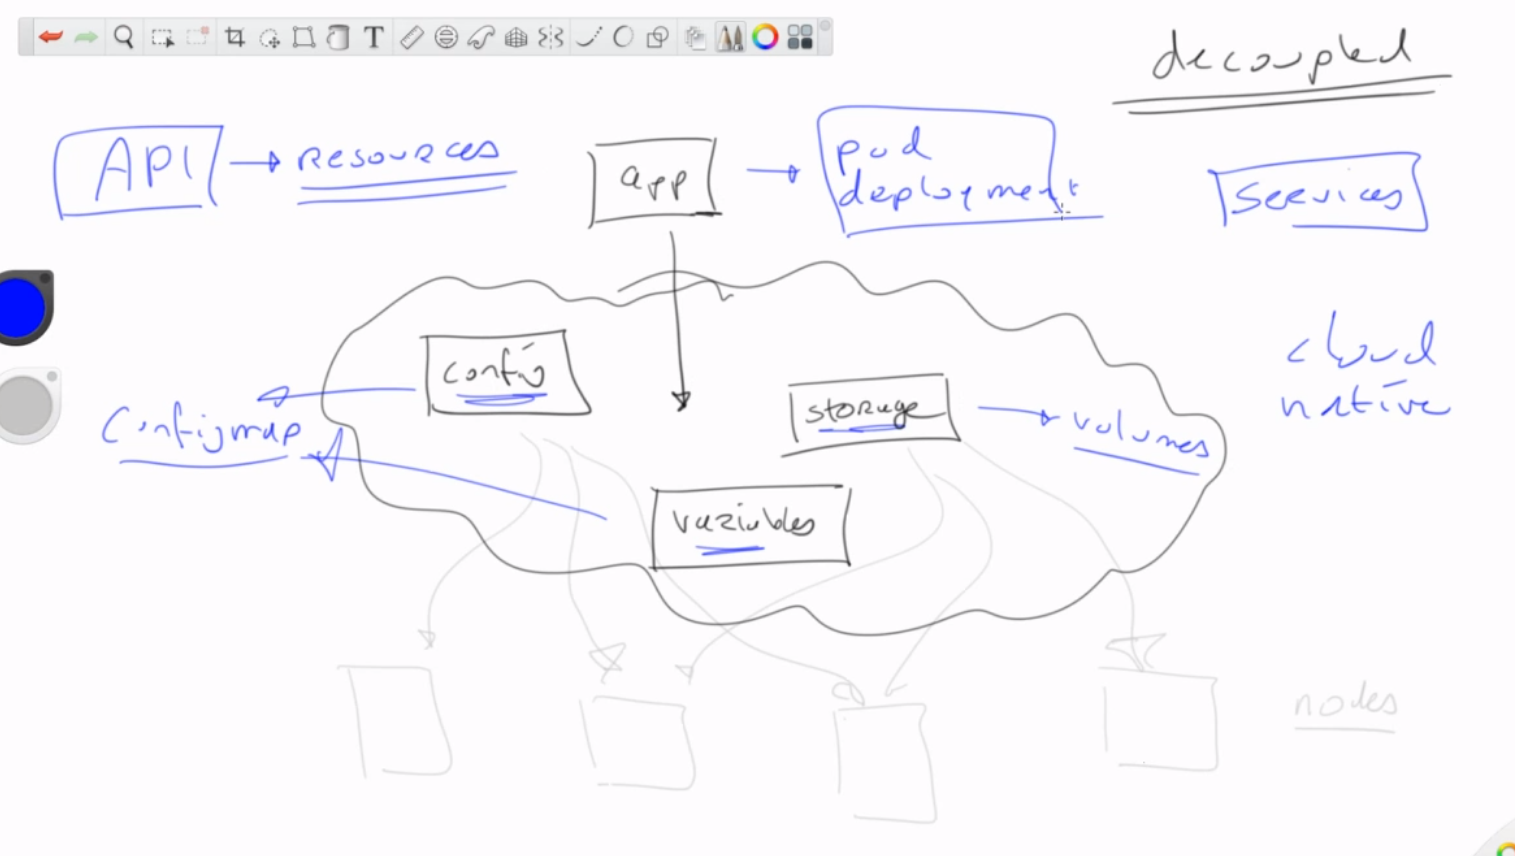 decoupled
API
resources
app
pod
deployment
services
config
configmap
storage
volumes
variables
cloud
native
nodes
T